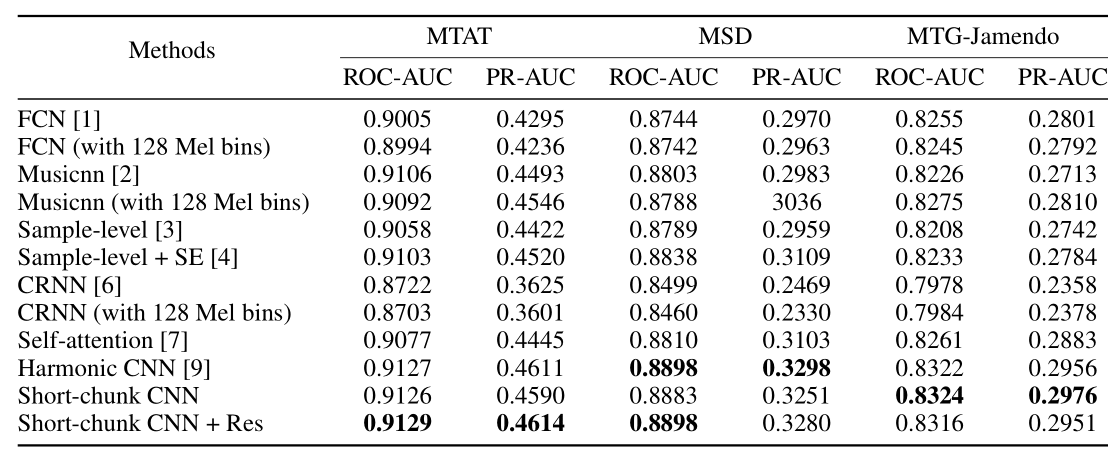 Methods MTAT MSD MTG-Jamendo
ROC-AUC PR-AUC ROC-AUC PR-AUC ROC-AUC PR-AUC
FCN [1] 0.9005 0.4295 0.8744 0.2970 0.8255 0.2801
FCN (with 128 Mel bins) 0.8994 0.4236 0.8742 0.2963 0.8245 0.2792
Musicnn [2] 0.9106 0.4493 0.8803 0.2983 0.8226 0.2713
Musicnn (with 128 Mel bins) 0.9092 0.4546 0.8788 3036 0.8275 0.2810
Sample-level [3] 0.9058 0.4422 0.8789 0.2959 0.8208 0.2742
Sample-level + SE [4] 0.9103 0.4520 0.8838 0.3109 0.8233 0.2784
CRNN [6] 0.8722 0.3625 0.8499 0.2469 0.7978 0.2358
CRNN (with 128 Mel bins) 0.8703 0.3601 0.8460 0.2330 0.7984 0.2378
Self-attention [7] 0.9077 0.4445 0.8810 0.3103 0.8261 0.2883
Harmonic CNN [9] 0.9127 0.4611 0.8898 0.3298 0.8322 0.2956
Short-chunk CNN 0.9126 0.4590 0.8883 0.3251 0.8324 0.2976
Short-chunk CNN + Res 0.9129 0.4614 0.8898 0.3280 0.8316 0.2951